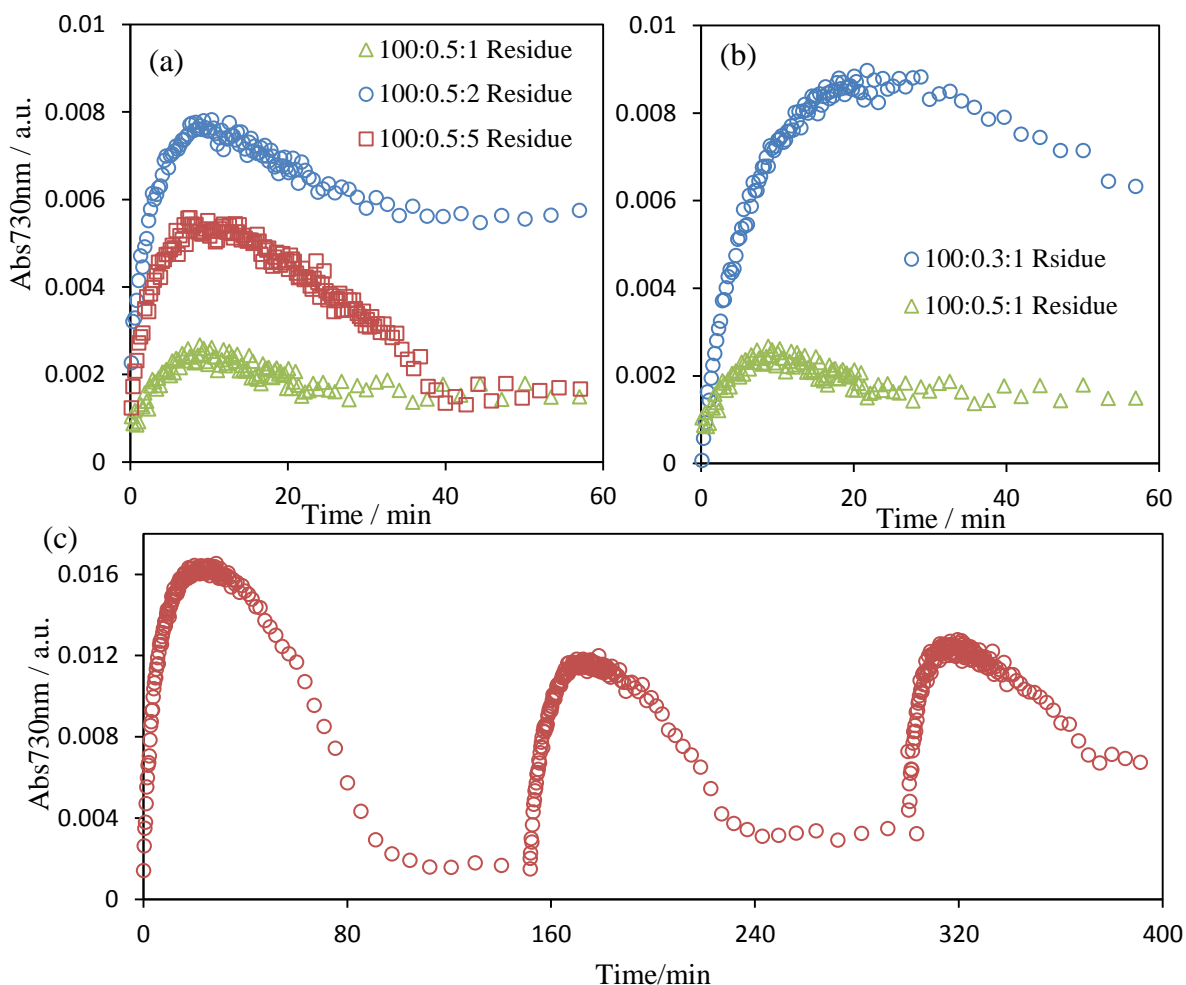 (a)
100:0.5:1 Residue
100:0.5:2 Residue
100:0.5:5 Residue
Abs730nm / a.u.
0.01
0.008
0.006
0.004
0.002
0
0 20 40 60
Time / min
(b)
100:0.3:1 Rsidue
100:0.5:1 Residue
0.01
0.008
0.006
0.004
0.002
0
0 20 40 60
Time / min
(c)
Abs730nm / a.u.
0.016
0.012
0.008
0.004
0
0 80 160 240 320 400
Time/min